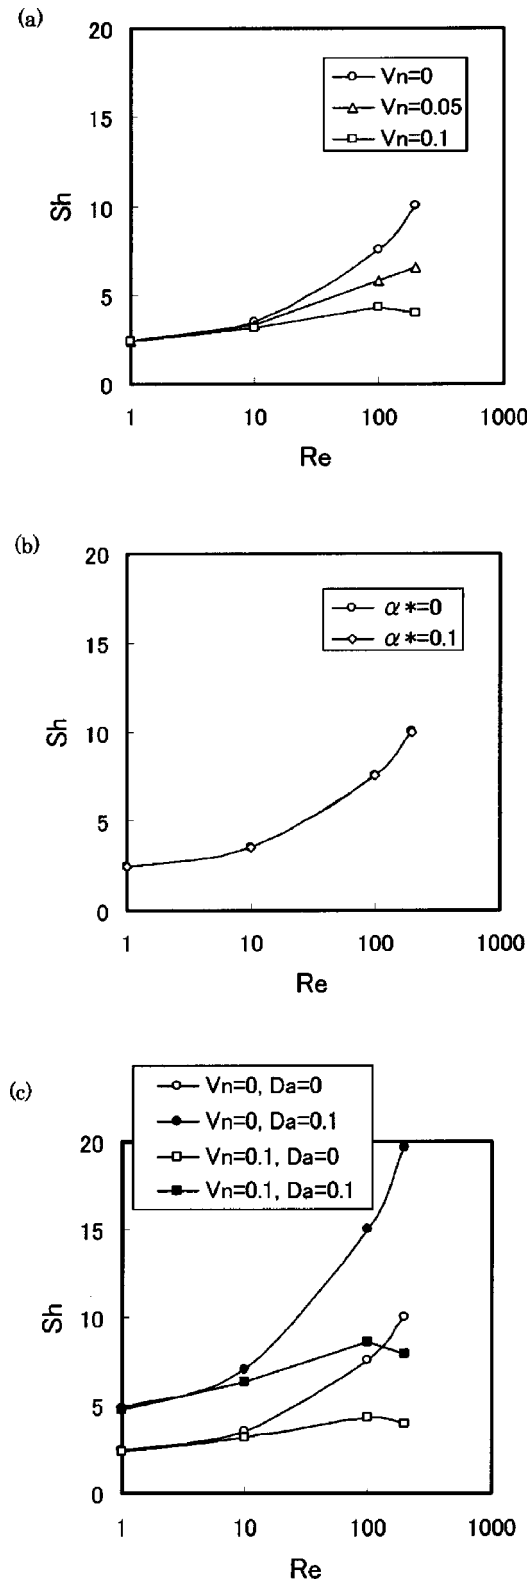 (a)
20
15
10
5
0
Sh
Vn=0
Vn=0.05
Vn=0.1
1 10 100 1000
Re
(b)
20
15
10
5
0
Sh
α*=0
α*=0.1
1 10 100 1000
Re
(c)
Vn=0, Da=0
Vn=0, Da=0.1
Vn=0.1, Da=0
Vn=0.1, Da=0.1
20
15
10
5
0
Sh
1 10 100 1000
Re